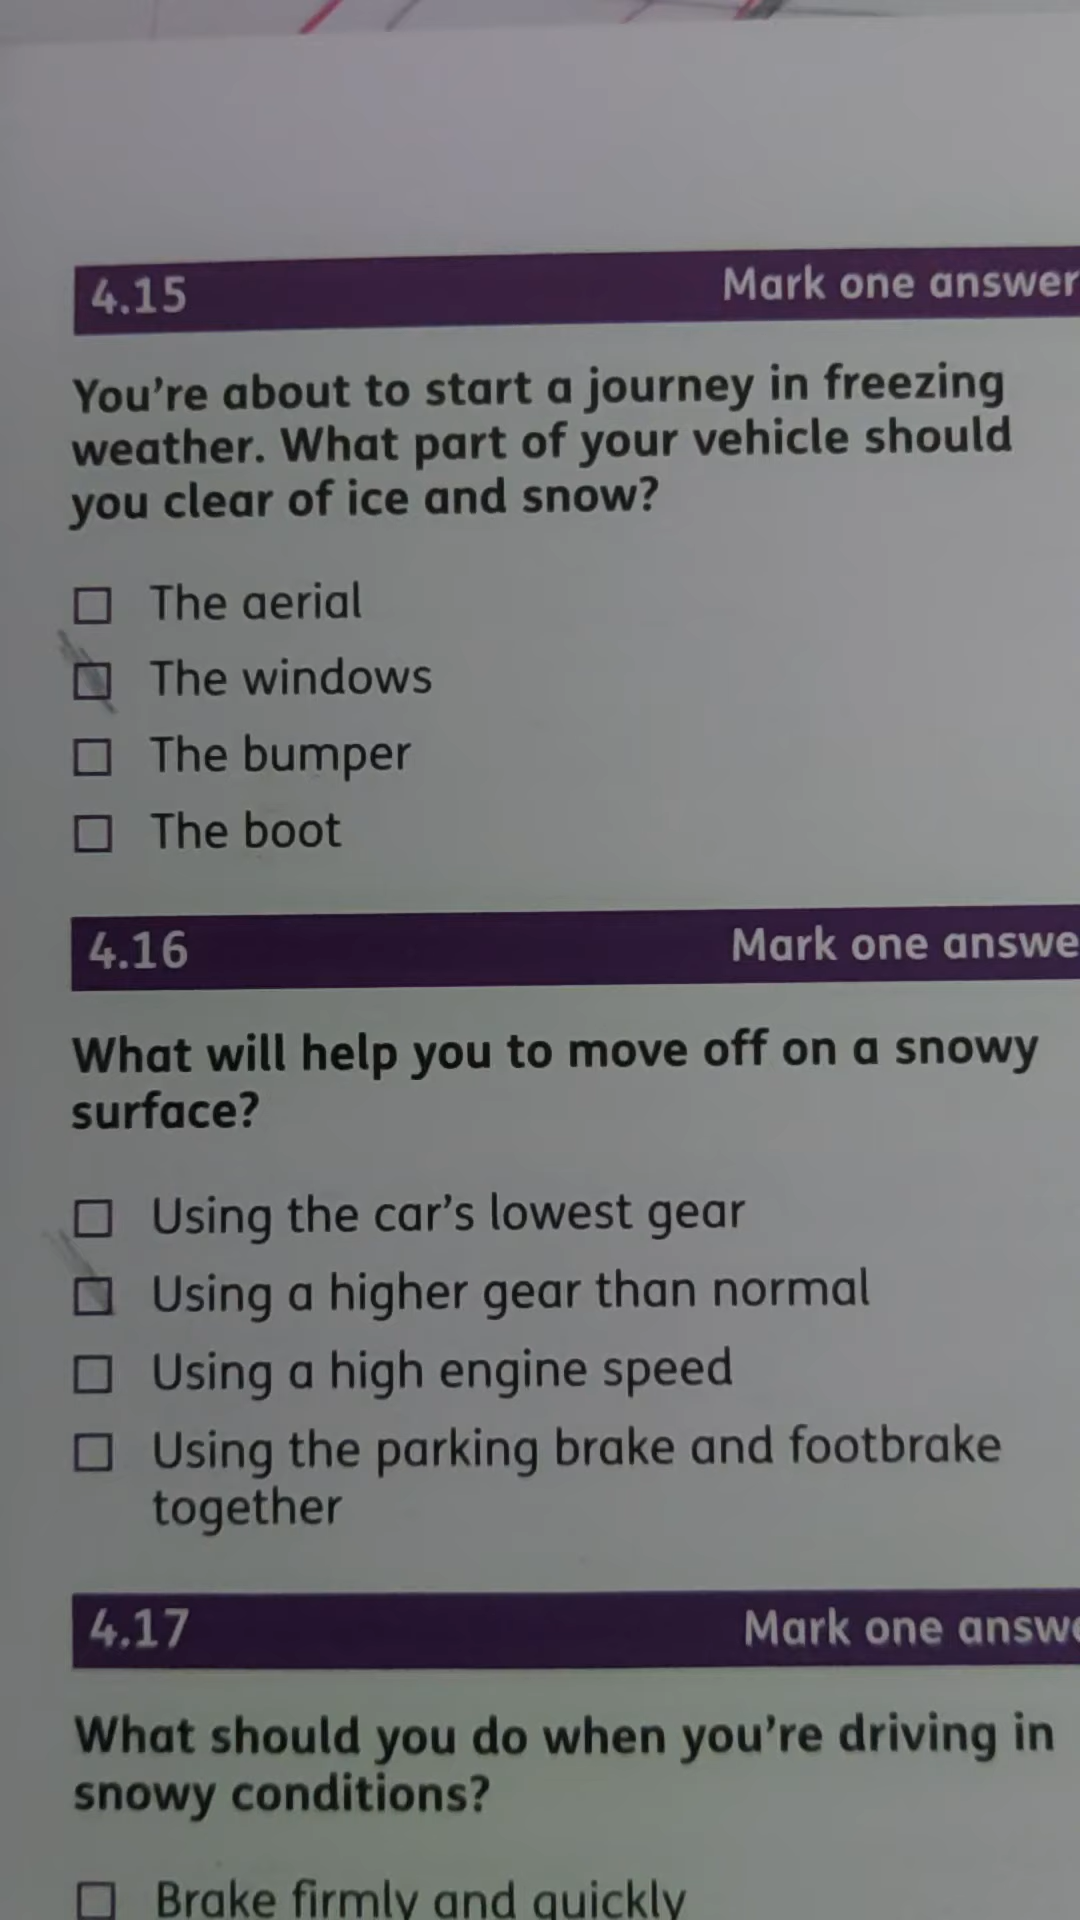 4.15 Mark one answer
You're about to start a journey in freezing
weather. What part of your vehicle should
you clear of ice and snow?
The aerial
The windows
The bumper
The boot
4.16 Mark one answe
What will help you to move off on a snowy
surface?
Using the car's lowest gear
Using a higher gear than normal
Using a high engine speed
Using the parking brake and footbrake
together
4.17 Mark one answe
What should you do when you're driving in
snowy conditions?
Brake firmly and quickly